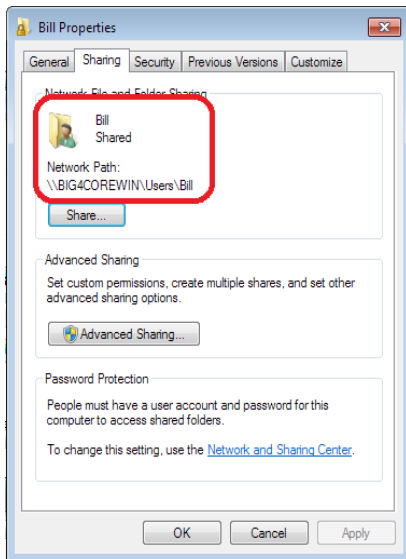 Bill Properties
General Sharing Security Previous Versions Customize
Network File and Folder Sharing
Bill
Shared
Network Path:
\\BIG4COREWIN\Users\Bill
Share...
Advanced Sharing
Set custom permissions, create multiple shares, and set other
advanced sharing options.
Advanced Sharing...
Password Protection
People must have a user account and password for this
computer to access shared folders.
To change this setting, use the Network and Sharing Center.
OK Cancel Apply